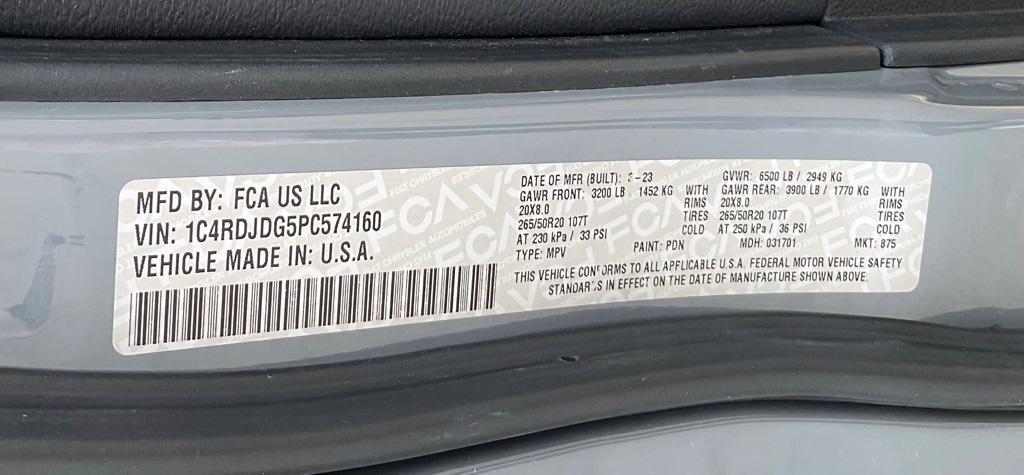 MFD BY: FCA US LLC
VIN: 1C4RDJDG5PC574160
VEHICLE MADE IN: U.S.A.
DATE OF MFR (BUILT): 3-23 GVWR: 6500 LB / 2949 KG
GAWR FRONT: 3200 LB 1452 KG WITH GAWR REAR: 3900 LB / 1770 KG WITH
20X8.0 RIMS 20X8.0 RIMS
265/50R20 107T TIRES 265/50R20 107T TIRES
AT 230 kPa / 33 PSI COLD AT 250 kPa / 36 PSI COLD
TYPE: MPV PAINT: PDN MDH: 031701 MKT: 875
THIS VEHICLE CONFORMS TO ALL APPLICABLE U.S.A. FEDERAL MOTOR VEHICLE SAFETY
STANDARDS IN EFFECT ON THE DATE OF MANUFACTURE SHOWN ABOVE.